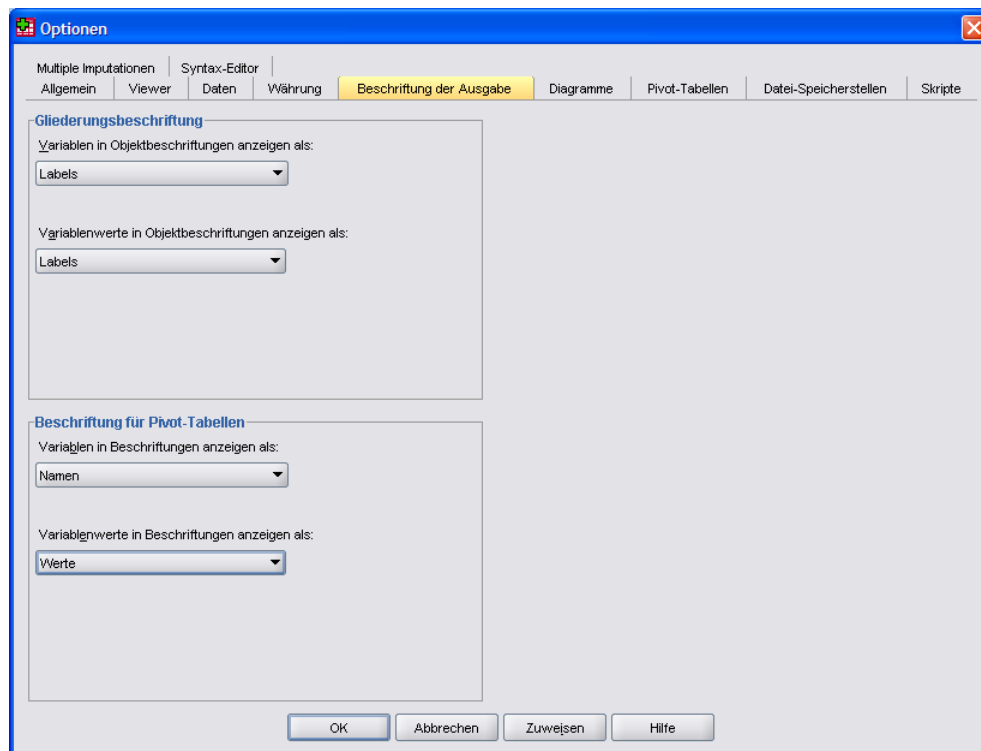 Optionen
Multiple Imputationen Syntax-Editor
Allgemein Viewer Daten Währung Beschriftung der Ausgabe Diagramme Pivot-Tabellen Datei-Speicherstellen Skripte
Gliederungsbeschriftung
Variablen in Objektbeschriftungen anzeigen als:
Labels
Variablenwerte in Objektbeschriftungen anzeigen als:
Labels
Beschriftung für Pivot-Tabellen
Variablen in Beschriftungen anzeigen als:
Namen
Variablenwerte in Beschriftungen anzeigen als:
Werte
OK Abbrechen Zuweisen Hilfe